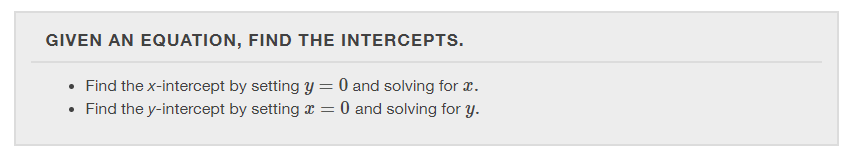 GIVEN AN EQUATION, FIND THE INTERCEPTS.
• Find the x-intercept by setting y = 0 and solving for x.
• Find the y-intercept by setting x = 0 and solving for y.